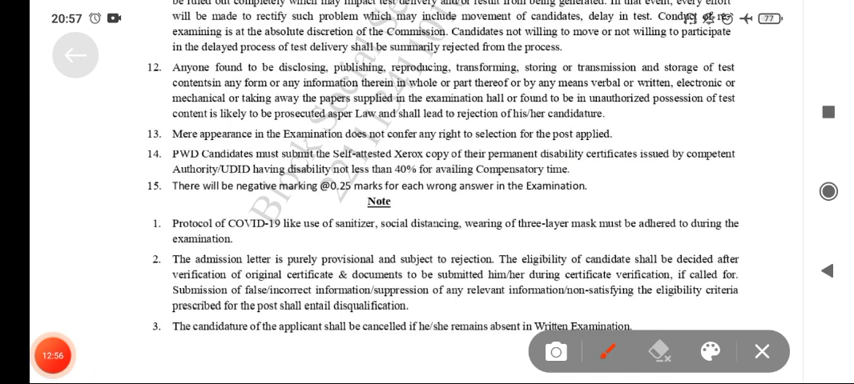 20:57
77
will be made to rectify such problem which may include movement of candidates, delay in test. Conduct of re-
examining is at the absolute discretion of the Commission. Candidates not willing to move or not willing to participate
in the delayed process of test delivery shall be summarily rejected from the process.
12. Anyone found to be disclosing, publishing, reproducing, transforming, storing or transmission and storage of test
contentsin any form or any information therein in whole or part thereof or by any means verbal or written, electronic or
mechanical or taking away the papers supplied in the examination hall or found to be in unauthorized possession of test
content is likely to be prosecuted asper Law and shall lead to rejection of his/her candidature.
13. Mere appearance in the Examination does not confer any right to selection for the post applied.
14. PWD Candidates must submit the Self-attested Xerox copy of their permanent disability certificates issued by competent
Authority/UDID having disability not less than 40% for availing Compensatory time.
15. There will be negative marking @0.25 marks for each wrong answer in the Examination.
Note
1. Protocol of COVID-19 like use of sanitizer, social distancing, wearing of three-layer mask must be adhered to during the
examination.
2. The admission letter is purely provisional and subject to rejection. The eligibility of candidate shall be decided after
verification of original certificate & documents to be submitted him/her during certificate verification, if called for.
Submission of false/incorrect information/suppression of any relevant information/non-satisfying the eligibility criteria
prescribed for the post shall entail disqualification.
3. The candidature of the applicant shall be cancelled if he/she remains absent in Written Examination.
12:56